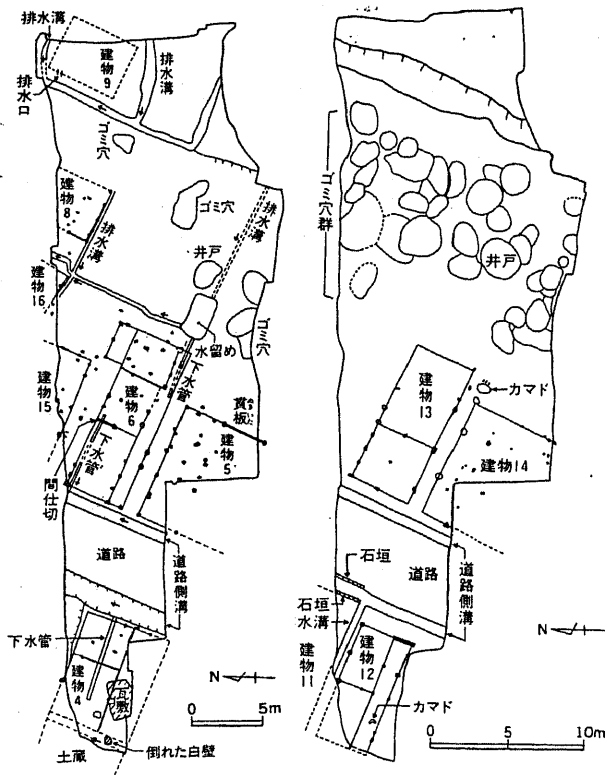 排水溝
建物9
排水溝
排水口
ゴミ穴
建物8
排水溝
ゴミ穴
排水溝
井戸
建物16
水留め
ゴミ穴
下水管
建物15
建物6
貫板
建物5
下水管
間仕切
道路
道路側溝
下水管
建物4
瓦敷
土蔵
倒れた白壁
N
0
5m
ゴミ穴群
井戸
カマド
建物13
建物14
石垣
道路
道路側溝
石垣
水溝
建物11
建物12
カマド
N
0
5
10m